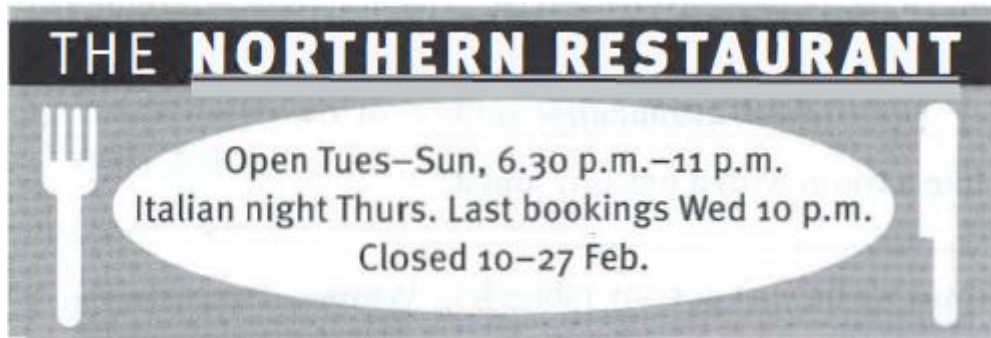 THE NORTHERN RESTAURANT
Open Tues–Sun, 6.30 p.m.–11 p.m.
Italian night Thurs. Last bookings Wed 10 p.m.
Closed 10–27 Feb.